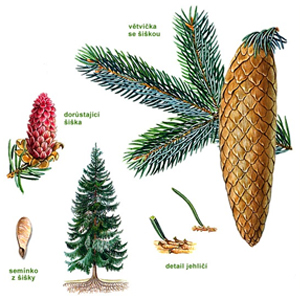 větvička
se šiškou
dorůstající
šiška
semínko
z šišky
detail jehličí